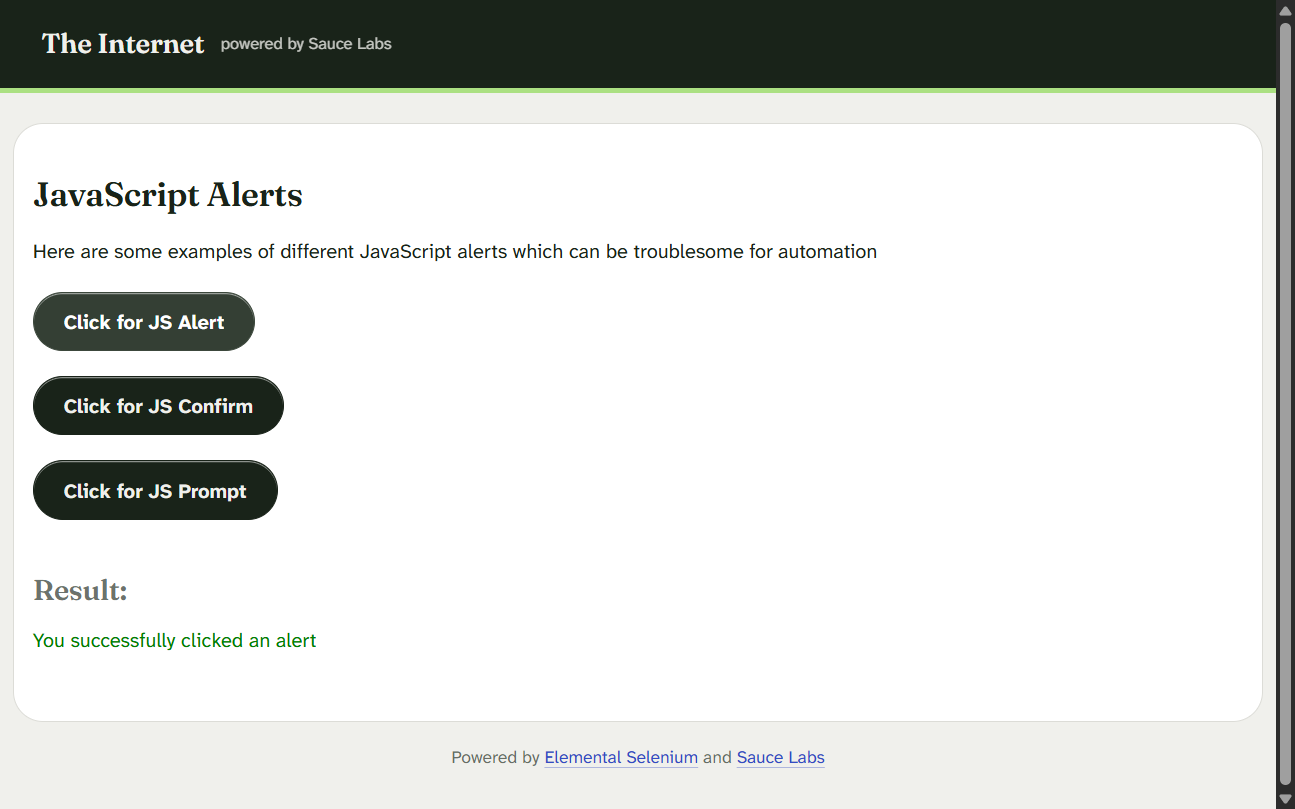 The Internet powered by Sauce Labs
JavaScript Alerts
Here are some examples of different JavaScript alerts which can be troublesome for automation
Click for JS Alert
Click for JS Confirm
Click for JS Prompt
Result:
You successfully clicked an alert
Powered by Elemental Selenium and Sauce Labs